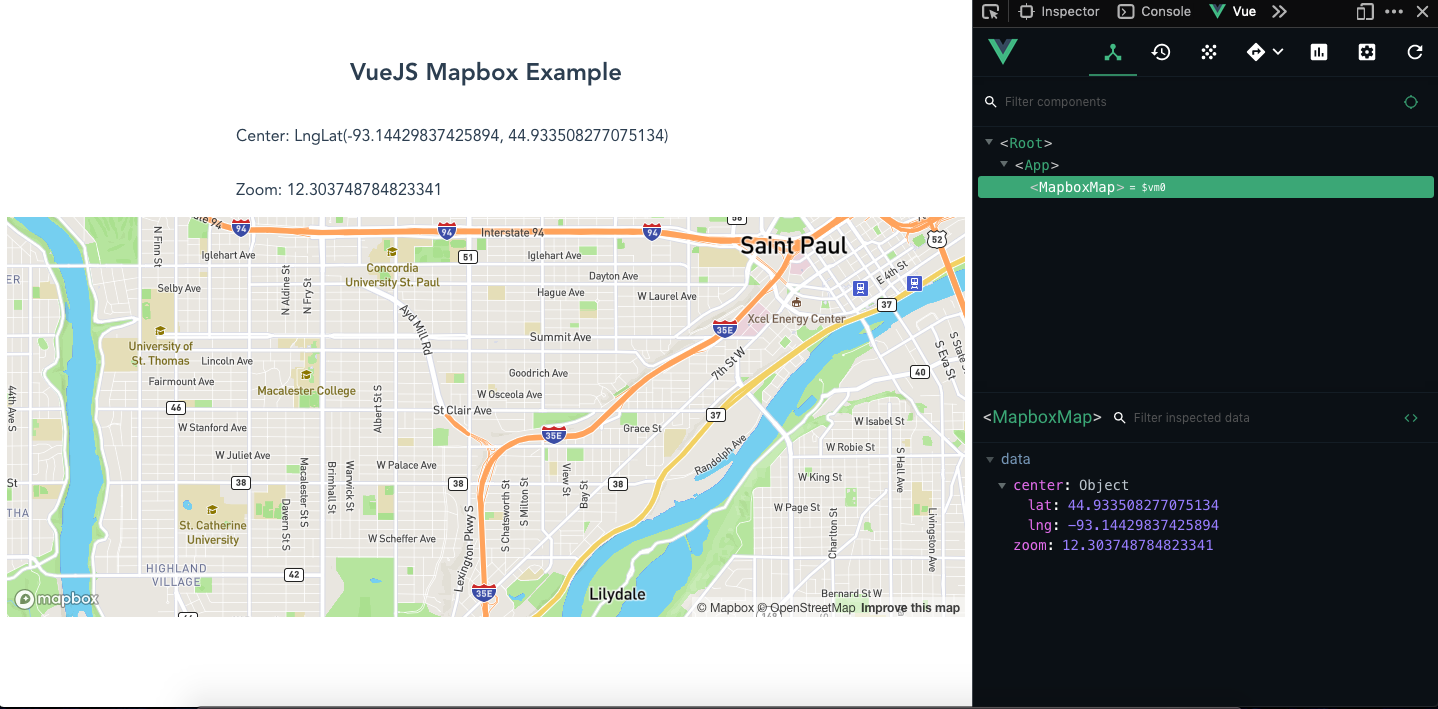 VueJS Mapbox Example
Center: LngLat(-93.14429837425894, 44.933508277075134)
Zoom: 12.303748784823341
94
94
94
Interstate 94
Saint Paul
52
N Finn St
Iglehart Ave
51
Iglehart Ave
Concordia
University St. Paul
Dayton Ave
E 4th St
Selby Ave
N Aldine St
N Fry St
Hague Ave
W Laurel Ave
37
Ayd Mill Rd
Xcel Energy Center
35E
Summit Ave
University of
St. Thomas
Lincoln Ave
7th St W
S Eva St
Goodrich Ave
Fairmount Ave
Macalester College
W Osceola Ave
40
44th Ave S
46
Albert St S
St Clair Ave
37
W Stanford Ave
35E
Grace St
W Isabel St
Randolph Ave
W Robie St
W Juliet Ave
W Palace Ave
S Hall Ave
Macalester St S
Brimhall St
Warwick St
View St
Bay St
W King St
38
38
38
St
THA
St. Catherine
University
Davern St S
S Chatsworth St
S Milton St
W Page St
Charlton St
Livingston Ave
W Scheffer Ave
Lexington Pkwy S
HIGHLAND
VILLAGE
42
35E
Lilydale
Bernard St W
mapbox
© Mapbox © OpenStreetMap Improve this map
Inspector
Console
Vue
Filter components
<Root>
<App>
<MapboxMap> = $vm0
<MapboxMap>
Filter inspected data
data
center: Object
lat: 44.933508277075134
lng: -93.14429837425894
zoom: 12.303748784823341